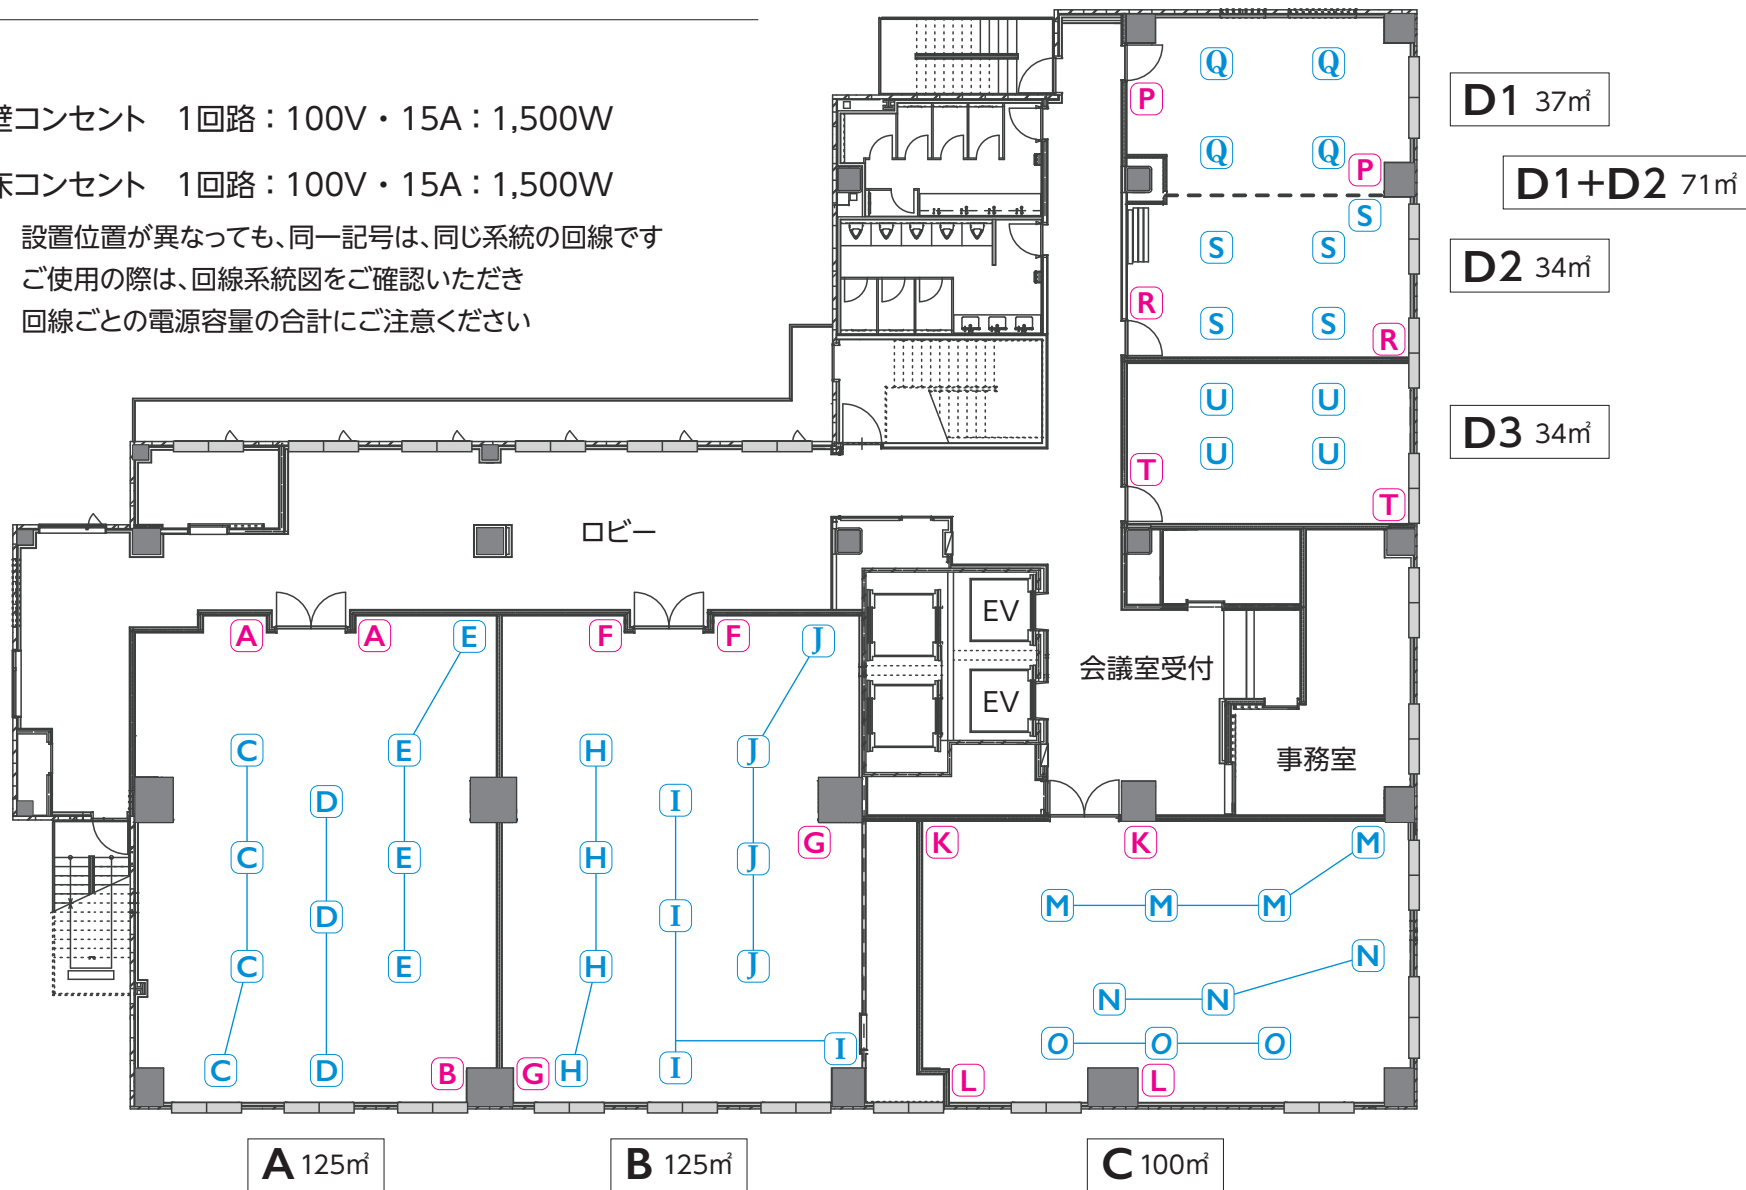 壁コンセント 1回路：100V・15A：1,500W
床コンセント 1回路：100V・15A：1,500W
設置位置が異なっても、同一記号は、同じ系統の回線です
ご使用の際は、回線系統図をご確認いただき
回線ごとの電源容量の合計にご注意ください
Q Q
P
D1 37㎡
Q Q
P
D1+D2 71㎡
S
S S
D2 34㎡
R
S S
R
U U
D3 34㎡
U U
T
T
ロビー
EV
A A E F F J
会議室受付
EV
C E H J
事務室
D I
G K K M
C E H J
M M M
D I
C E H J
N
N N
O O O
I
C D B G H I
L L
A 125㎡
B 125㎡
C 100㎡